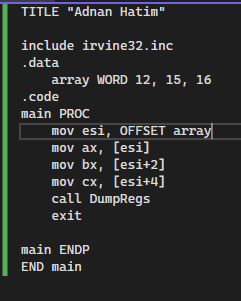 TITLE "Adnan Hatim"
include irvine32.inc
.data
array WORD 12, 15, 16
.code
main PROC
mov esi, OFFSET array
mov ax, [esi]
mov bx, [esi+2]
mov cx, [esi+4]
call DumpRegs
exit
main ENDP
END main